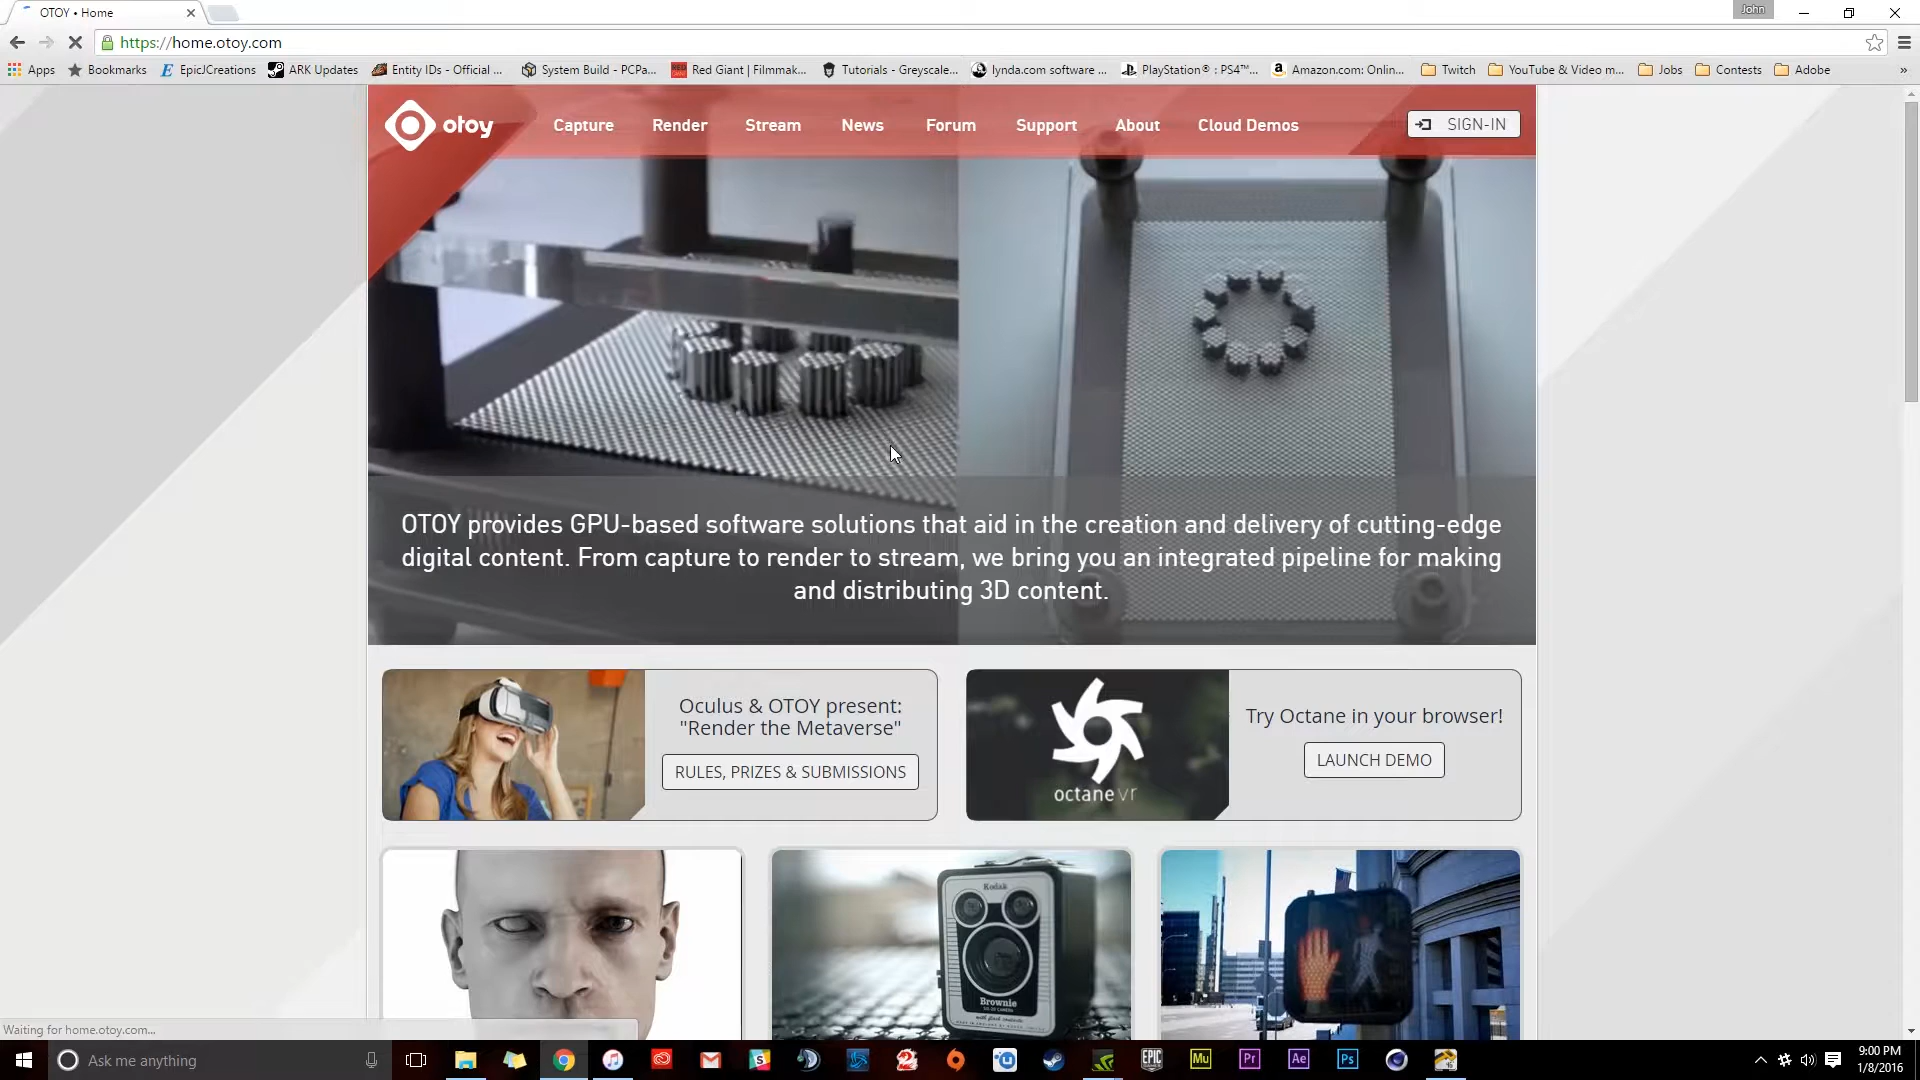 OTOY • Home
John
https://home.otoy.com
Apps
Bookmarks
EpicJCreations
ARK Updates
Entity IDs - Official ...
System Build - PCPa...
Red Giant | Filmmak...
Tutorials - Greyscale...
lynda.com software ...
PlayStation® : PS4™...
Amazon.com: Onlin...
Twitch
YouTube & Video m...
Jobs
Contests
Adobe
»
otoy
Capture
Render
Stream
News
Forum
Support
About
Cloud Demos
SIGN-IN
OTOY provides GPU-based software solutions that aid in the creation and delivery of cutting-edge
digital content. From capture to render to stream, we bring you an integrated pipeline for making
and distributing 3D content.
Oculus & OTOY present:
"Render the Metaverse"
RULES, PRIZES & SUBMISSIONS
octane vr
Try Octane in your browser!
LAUNCH DEMO
Kodak
Brownie
Waiting for home.otoy.com...
Ask me anything
EPIC
Mu
Pr
Ae
Ps
9:00 PM
1/8/2016